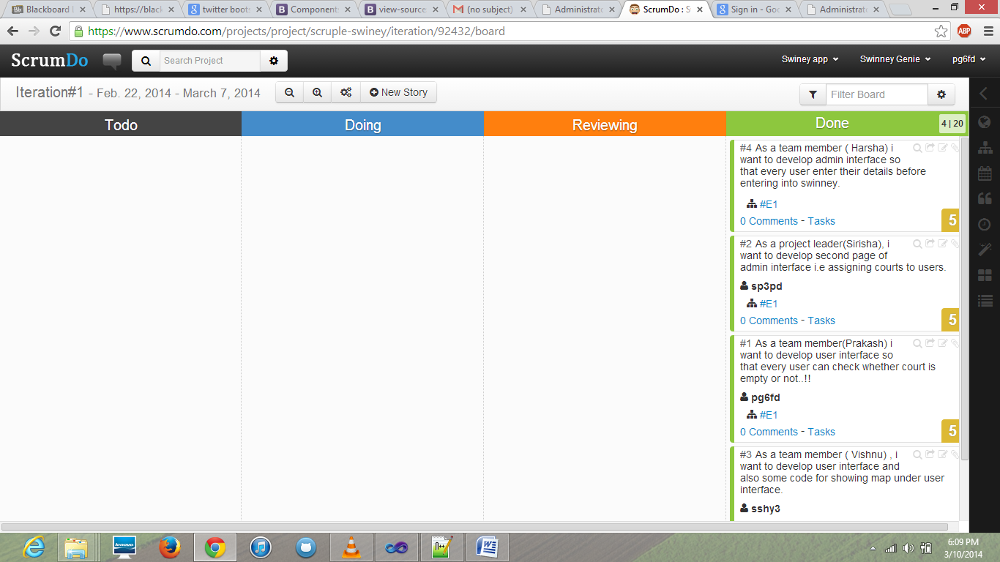 Blackboard L
https://black
twitter boots
Component
view-source
(no subject)
Administrato
ScrumDo : S
Sign in - Goo
Administrato
https://www.scrumdo.com/projects/project/scruple-swiney/iteration/92432/board
ABP
ScrumDo
Search Project
Swiney app
Swinney Genie
pg6fd
Iteration#1 - Feb. 22, 2014 - March 7, 2014
New Story
Filter Board
Todo
Doing
Reviewing
Done
4 | 20
#4 As a team member ( Harsha) i
want to develop admin interface so
that every user enter their details before
entering into swinney.
#E1
0 Comments - Tasks
5
#2 As a project leader(Sirisha), i
want to develop second page of
admin interface i.e assigning courts to users.
sp3pd
#E1
0 Comments - Tasks
5
#1 As a team member(Prakash) i
want to develop user interface so
that every user can check whether court is
empty or not..!!
pg6fd
#E1
0 Comments - Tasks
5
#3 As a team member ( Vishnu) , i
want to develop user interface and
also some code for showing map under user
interface.
sshy3
lenovo
6:09 PM
3/10/2014